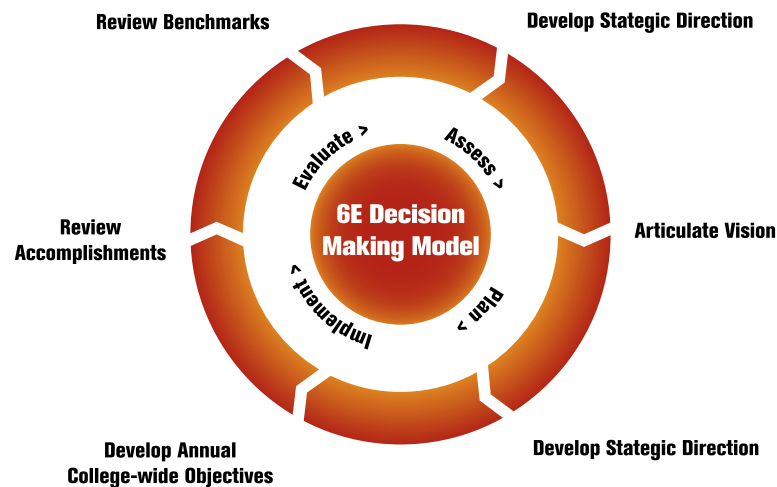 Review Benchmarks
Develop Stategic Direction
Evaluate >
Assess >
6E Decision
Making Model
Review
Accomplishments
Articulate Vision
Implement >
Plan >
Develop Annual
College-wide Objectives
Develop Stategic Direction